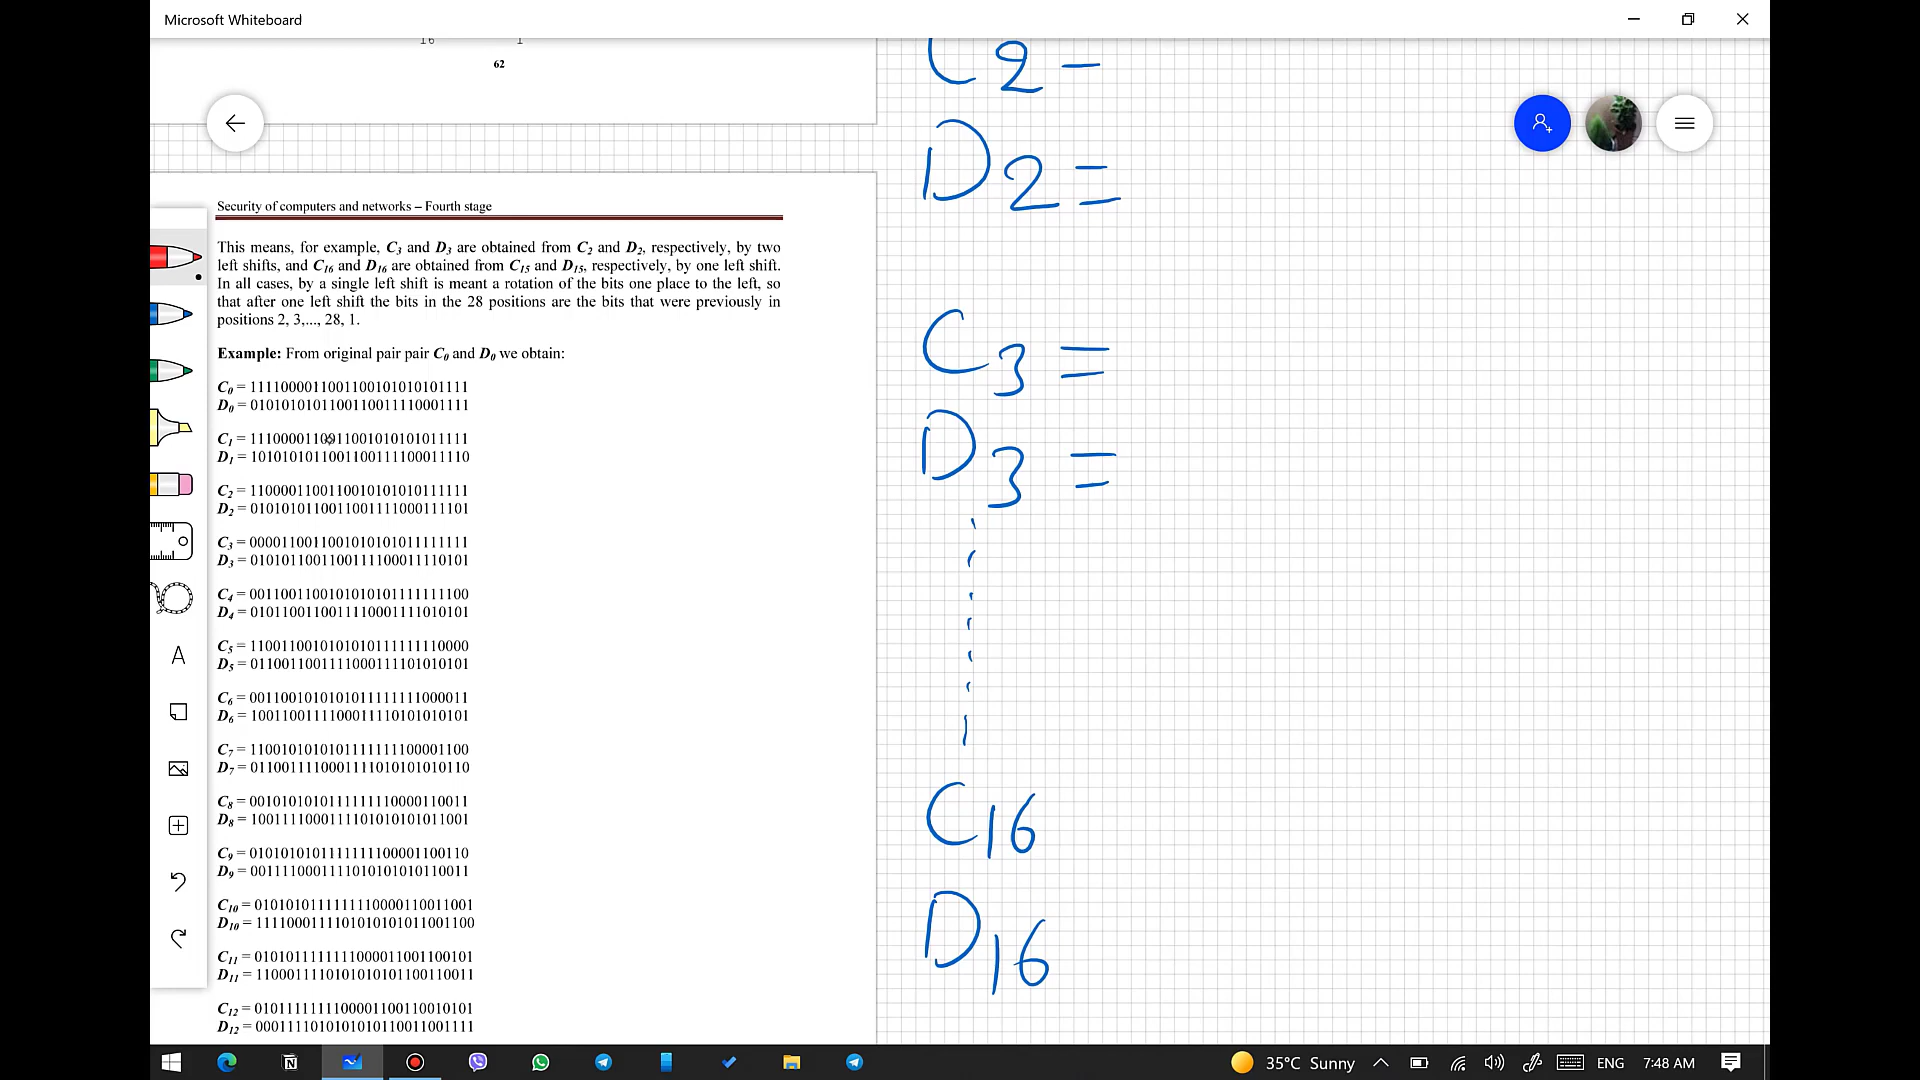 Microsoft Whiteboard
16 1
62
Security of computers and networks – Fourth stage
This means, for example, C3 and D3 are obtained from C2 and D2, respectively, by two
left shifts, and C16 and D16 are obtained from C15 and D15, respectively, by one left shift.
In all cases, by a single left shift is meant a rotation of the bits one place to the left, so
that after one left shift the bits in the 28 positions are the bits that were previously in
positions 2, 3,..., 28, 1.
Example: From original pair pair C0 and D0 we obtain:
C0 = 1111000011001100101010101111
D0 = 0101010101100110011110001111
C1 = 1110000110011001010101011111
D1 = 1010101011001100111100011110
C2 = 1100001100110010101010111111
D2 = 0101010110011001111000111101
C3 = 0000110011001010101011111111
D3 = 0101011001100111100011110101
C4 = 0011001100101010101111111100
D4 = 0101100110011110001111010101
C5 = 1100110010101010111111110000
D5 = 0110011001111000111101010101
C6 = 0011001010101011111111000011
D6 = 1001100111100011110101010101
C7 = 1100101010101111111100001100
D7 = 0110011110001111010101010110
C8 = 0010101010111111110000110011
D8 = 1001111000111101010101011001
C9 = 0101010101111111100001100110
D9 = 0011110001111010101010110011
C10 = 0101010111111110000110011001
D10 = 1111000111101010101011001100
C11 = 0101011111111000011001100101
D11 = 1100011110101010101100110011
C12 = 0101111111100001100110010101
D12 = 0001111010101010110011001111
C2 =
D2 =
C3 =
D3 =
C16
D16
A
35°C Sunny
ENG
7:48 AM